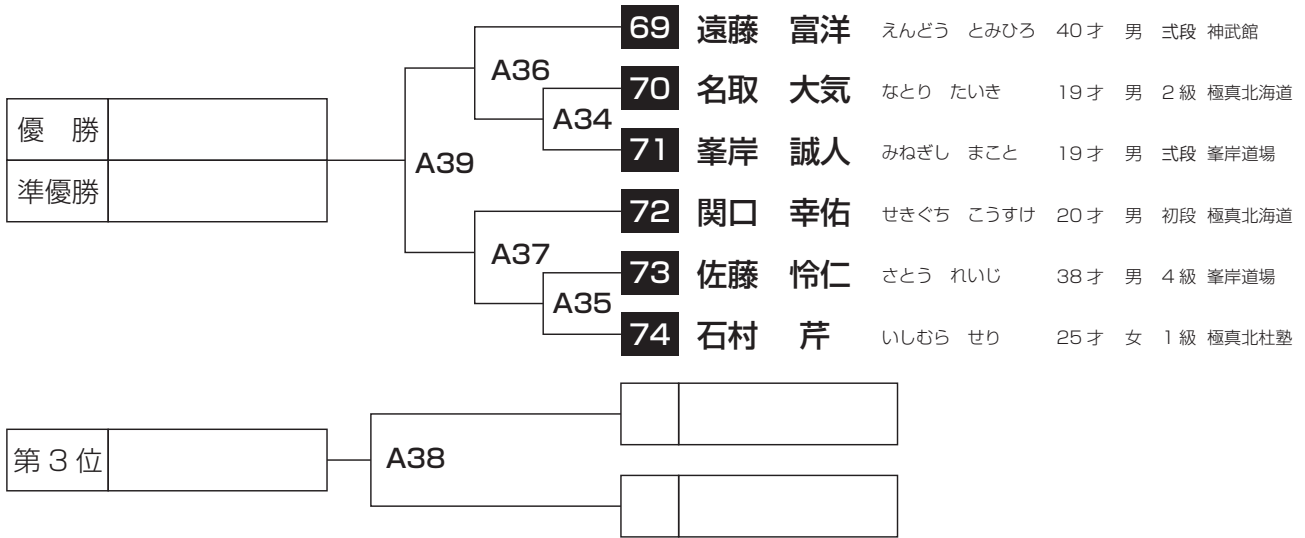 69 遠藤 富洋 えんどう とみひろ 40才 男 弐段 神武館
A36
70 名取 大気 なとり たいき 19才 男 2級 極真北海道
A34
71 峯岸 誠人 みねぎし まこと 19才 男 弐段 峯岸道場
優 勝
A39
準優勝
72 関口 幸佑 せきぐち こうすけ 20才 男 初段 極真北海道
A37
73 佐藤 怜仁 さとう れいじ 38才 男 4級 峯岸道場
A35
74 石村 芹 いしむら せり 25才 女 1級 極真北杜塾
第3位
A38